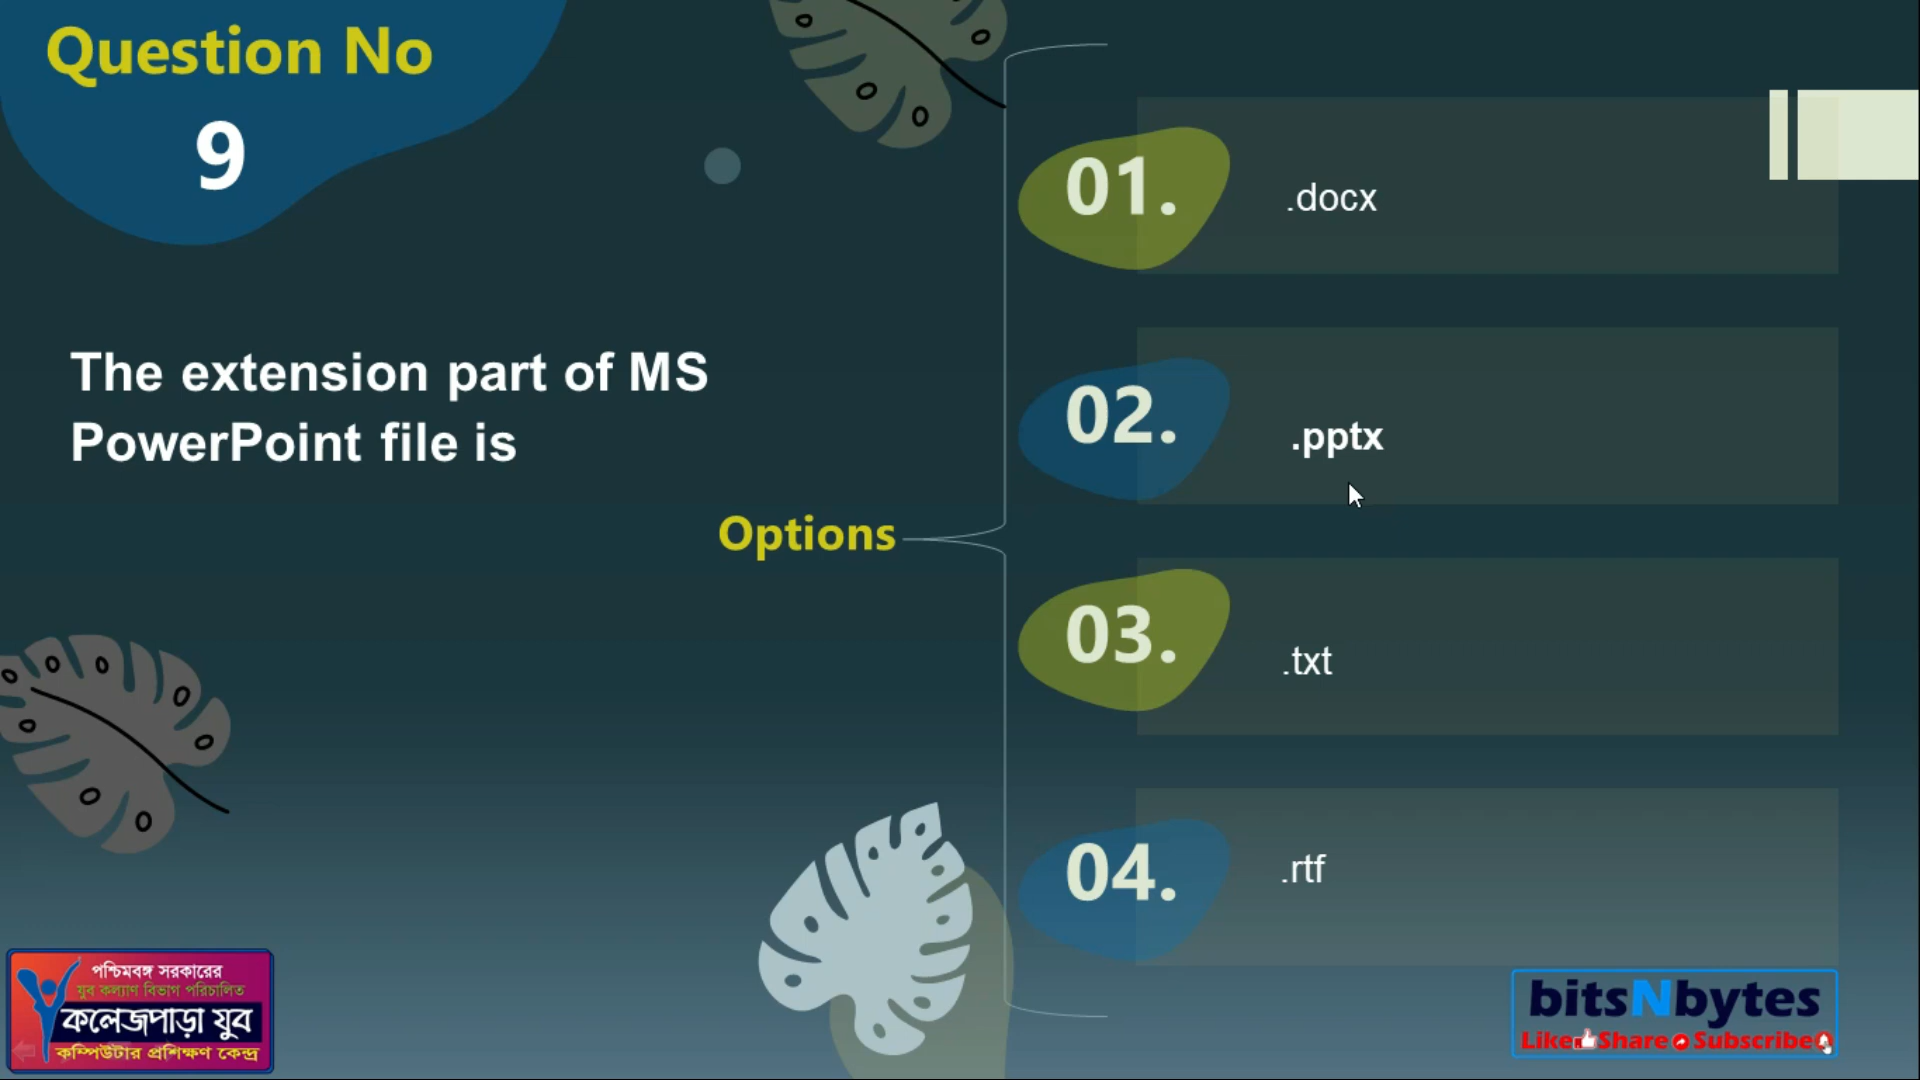 Question No
9
The extension part of MS
PowerPoint file is
Options
01.
.docx
02.
.pptx
03.
.txt
04.
.rtf
পশ্চিমবঙ্গ সরকারের
যুব কল্যাণ বিভাগ পরিচালিত
কলেজপাড়া যুব
কম্পিউটার প্রশিক্ষণ কেন্দ্র
bitsNbytes
Like Share Subscribe